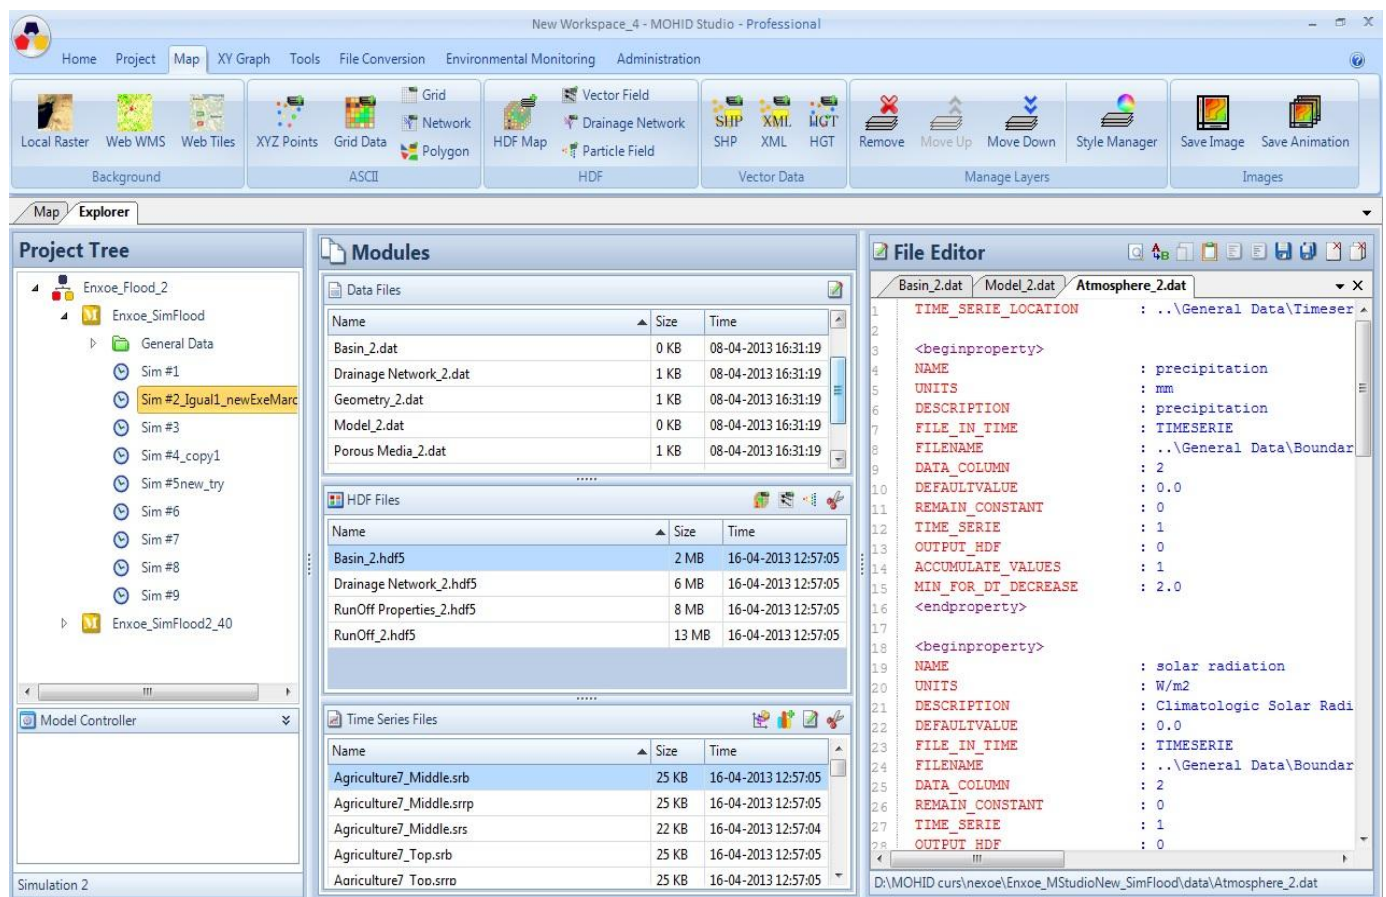 New Workspace_4 - MOHID Studio - Professional
Home Project Map XY Graph Tools File Conversion Environmental Monitoring Administration
Local Raster Web WMS Web Tiles
Background
XYZ Points Grid Data Grid Network Polygon
ASCII
HDF Map Vector Field Drainage Network Particle Field
HDF
SHP XML HGT
SHP XML HGT
Vector Data
Remove Move Up Move Down Style Manager
Manage Layers
Save Image Save Animation
Images
Map Explorer
Project Tree
Enxoe_Flood_2
Enxoe_SimFlood
General Data
Sim #1
Sim #2_Igual1_newExeMarc
Sim #3
Sim #4_copy1
Sim #5new_try
Sim #6
Sim #7
Sim #8
Sim #9
Enxoe_SimFlood2_40
Model Controller
Simulation 2
Modules
Data Files
Name Size Time
Basin_2.dat 0 KB 08-04-2013 16:31:19
Drainage Network_2.dat 1 KB 08-04-2013 16:31:19
Geometry_2.dat 1 KB 08-04-2013 16:31:19
Model_2.dat 0 KB 08-04-2013 16:31:19
Porous Media_2.dat 1 KB 08-04-2013 16:31:19
HDF Files
Name Size Time
Basin_2.hdf5 2 MB 16-04-2013 12:57:05
Drainage Network_2.hdf5 6 MB 16-04-2013 12:57:05
RunOff Properties_2.hdf5 8 MB 16-04-2013 12:57:05
RunOff_2.hdf5 13 MB 16-04-2013 12:57:05
Time Series Files
Name Size Time
Agriculture7_Middle.srb 25 KB 16-04-2013 12:57:05
Agriculture7_Middle.srrp 25 KB 16-04-2013 12:57:05
Agriculture7_Middle.srs 22 KB 16-04-2013 12:57:04
Agriculture7_Top.srb 25 KB 16-04-2013 12:57:05
Agriculture7_Top.srrp 25 KB 16-04-2013 12:57:05
File Editor
Basin_2.dat Model_2.dat Atmosphere_2.dat
1 TIME_SERIE_LOCATION : ..\General Data\Timeser
2
3 <beginproperty>
4 NAME : precipitation
5 UNITS : mm
6 DESCRIPTION : precipitation
7 FILE_IN_TIME : TIMESERIE
8 FILENAME : ..\General Data\Boundar
9 DATA_COLUMN : 2
10 DEFAULTVALUE : 0.0
11 REMAIN_CONSTANT : 0
12 TIME_SERIE : 1
13 OUTPUT_HDF : 0
14 ACCUMULATE_VALUES : 1
15 MIN_FOR_DT_DECREASE : 2.0
16 <endproperty>
17
18 <beginproperty>
19 NAME : solar radiation
20 UNITS : W/m2
21 DESCRIPTION : Climatologic Solar Radi
22 DEFAULTVALUE : 0.0
23 FILE_IN_TIME : TIMESERIE
24 FILENAME : ..\General Data\Boundar
25 DATA_COLUMN : 2
26 REMAIN_CONSTANT : 0
27 TIME_SERIE : 1
28 OUTPUT_HDF : 0
D:\MOHID curs\nexoe\Enxoe_MStudioNew_SimFlood\data\Atmosphere_2.dat